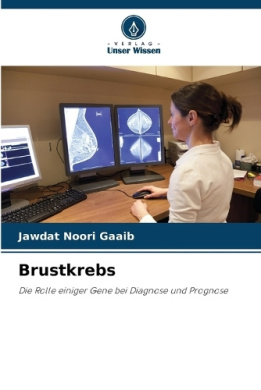 - VERLAG -
Unser Wissen
Jawdat Noori Gaaib
Brustkrebs
Die Rolle einiger Gene bei Diagnose und Prognose